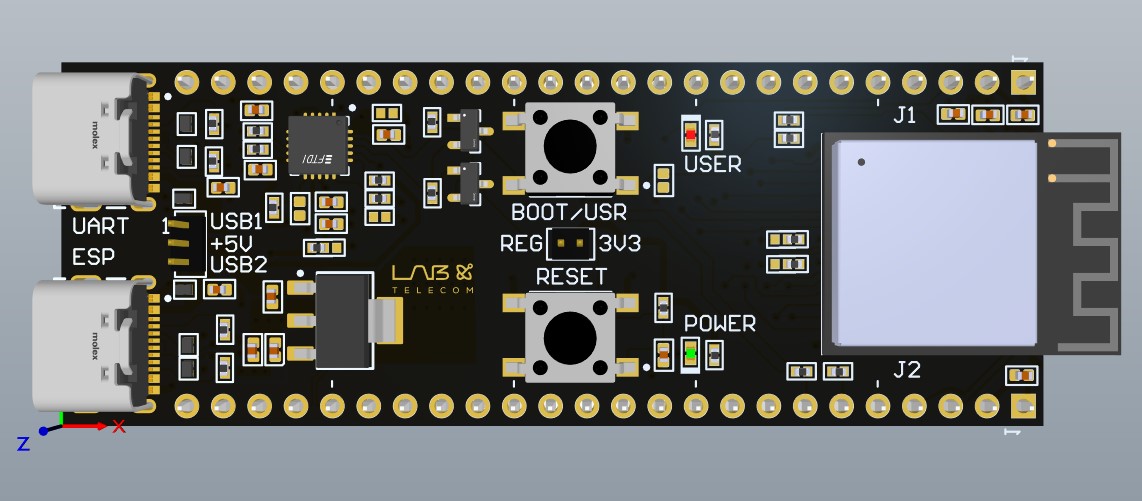 J1
molex
FTDI
USER
BOOT/USR
UART 1 USB1
+5V
ESP USB2
REG 3V3
RESET
LAB
TELECOM
POWER
molex
J2
1
1
X
Z